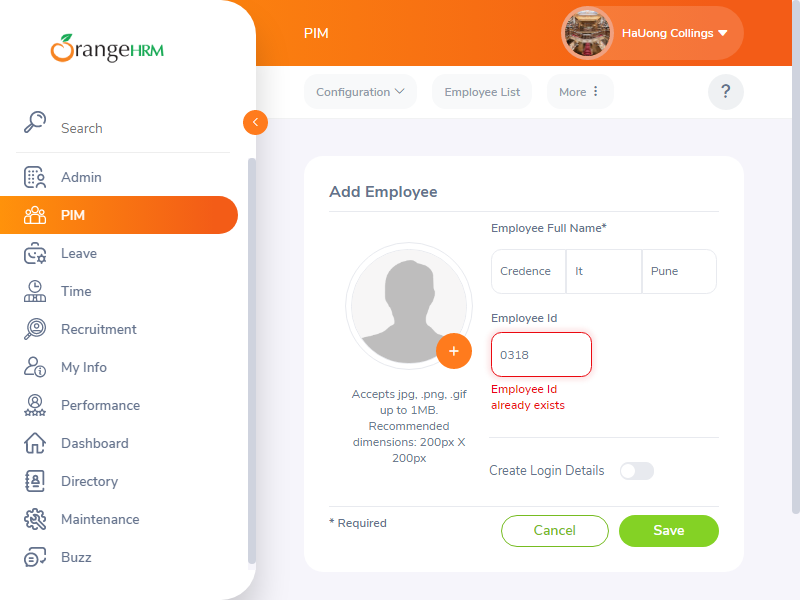 OrangeHRM
PIM
HaUong Collings
Configuration
Employee List
More
?
Search
Admin
PIM
Leave
Time
Recruitment
My Info
Performance
Dashboard
Directory
Maintenance
Buzz
Add Employee
Employee Full Name*
Credence
It
Pune
Employee Id
0318
Employee Id
already exists
+
Accepts jpg, .png, .gif
up to 1MB.
Recommended
dimensions: 200px X
200px
Create Login Details
* Required
Cancel
Save